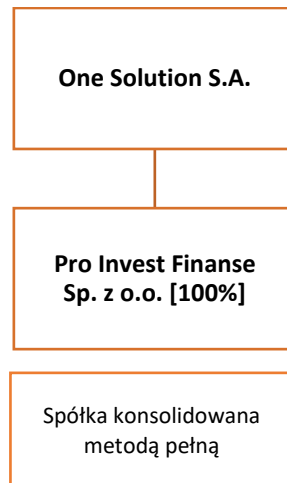 One Solution S.A.
Pro Invest Finanse
Sp. z o.o. [100%]
Spółka konsolidowana
metodą pełną